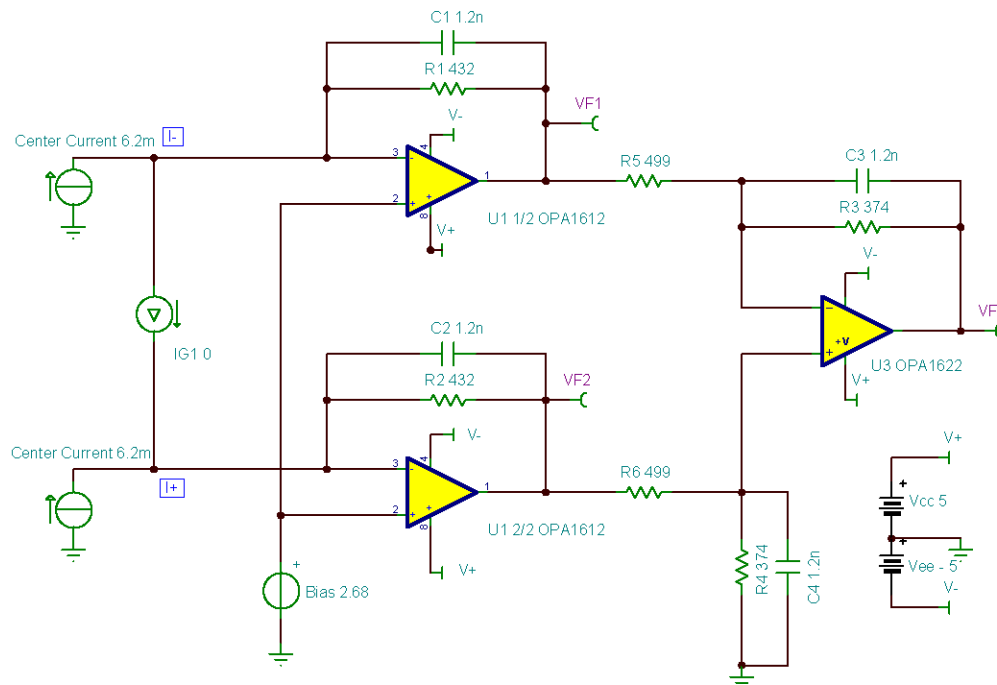 C1 1.2n
R1 432
VF1
V-
Center Current 6.2m
I-
3
4
1
2
8
U1 1/2 OPA1612
V+
R5 499
C3 1.2n
R3 374
V-
VF
+V
U3 OPA1622
V+
IG1 0
C2 1.2n
R2 432
VF2
V-
Center Current 6.2m
I+
3
4
1
2
8
U1 2/2 OPA1612
V+
R6 499
R4 374
C4 1.2n
Bias 2.68
V+
Vcc 5
Vee - 5
V-